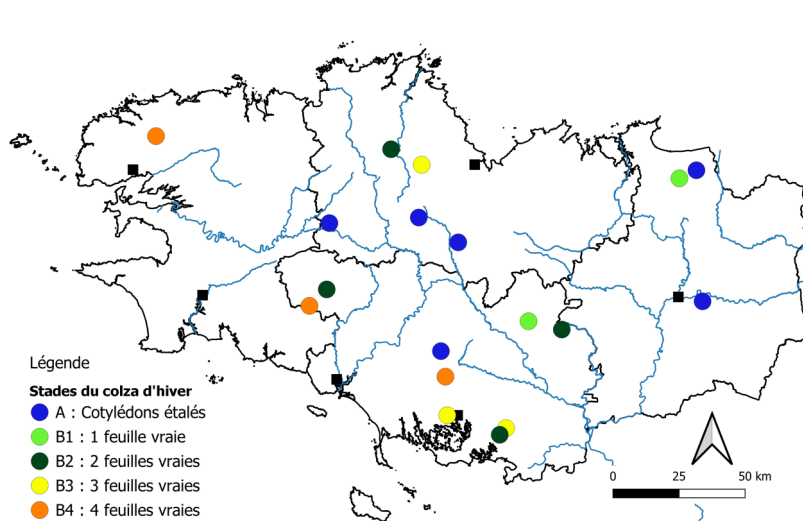 Légende
Stades du colza d'hiver
A : Cotylédons étalés
B1 : 1 feuille vraie
B2 : 2 feuilles vraies
B3 : 3 feuilles vraies
B4 : 4 feuilles vraies
0 25 50 km